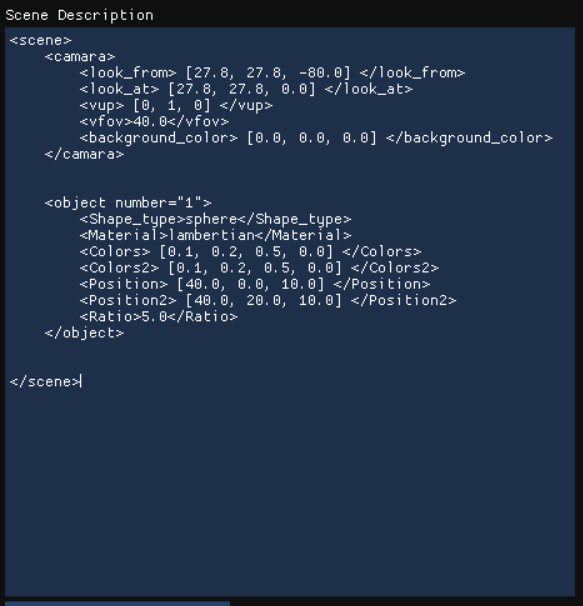 Scene Description
<scene>
<camara>
<look_from> [27.8, 27.8, -80.0] </look_from>
<look_at> [27.8, 27.8, 0.0] </look_at>
<vup> [0, 1, 0] </vup>
<vfov>40.0</vfov>
<background_color> [0.0, 0.0, 0.0] </background_color>
</camara>
<object number="1">
<Shape_type>sphere</Shape_type>
<Material>lambertian</Material>
<Colors> [0.1, 0.2, 0.5, 0.0] </Colors>
<Colors2> [0.1, 0.2, 0.5, 0.0] </Colors2>
<Position> [40.0, 0.0, 10.0] </Position>
<Position2> [40.0, 20.0, 10.0] </Position2>
<Ratio>5.0</Ratio>
</object>
</scene>